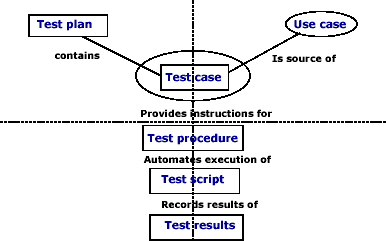 Test plan
Use case
contains
Is source of
Test case
Provides instructions for
Test procedure
Automates execution of
Test script
Records results of
Test results